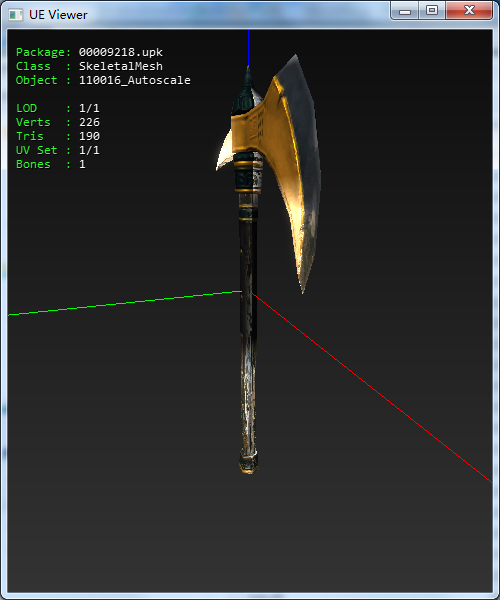 UE Viewer
Package: 00009218.upk
Class  : SkeletalMesh
Object : 110016_Autoscale
LOD    : 1/1
Verts  : 226
Tris   : 190
UV Set : 1/1
Bones  : 1